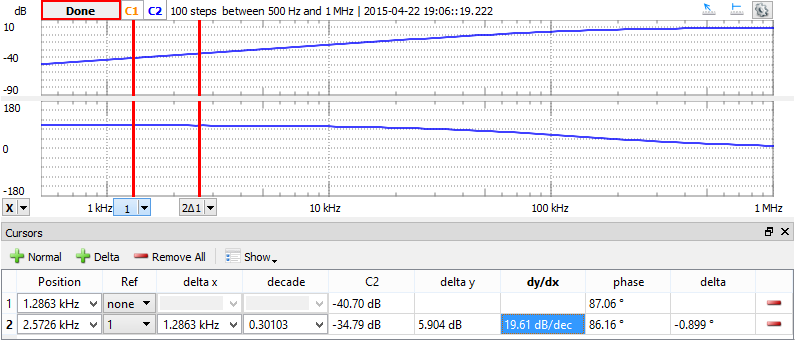 dB Done C1 C2 100 steps between 500 Hz and 1 MHz | 2015-04-22 19:06::19.222
10
-40
-90
180
0
-180
X 1 kHz 1 2Δ1 10 kHz 100 kHz 1 MHz
Cursors
Normal Delta Remove All Show
Position Ref delta x decade C2 delta y dy/dx phase delta
1 1.2863 kHz none -40.70 dB 87.06 °
2 2.5726 kHz 1 1.2863 kHz 0.30103 -34.79 dB 5.904 dB 19.61 dB/dec 86.16 ° -0.899 °